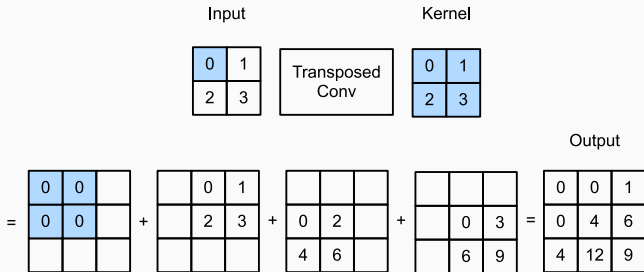 Input Kernel
0 1 Transposed Conv 0 1
2 3 2 3
Output
0 0 0 1 0 0 1
= 0 0 + 2 3 + 0 2 + 0 3 = 0 4 6
4 6 6 9 4 12 9